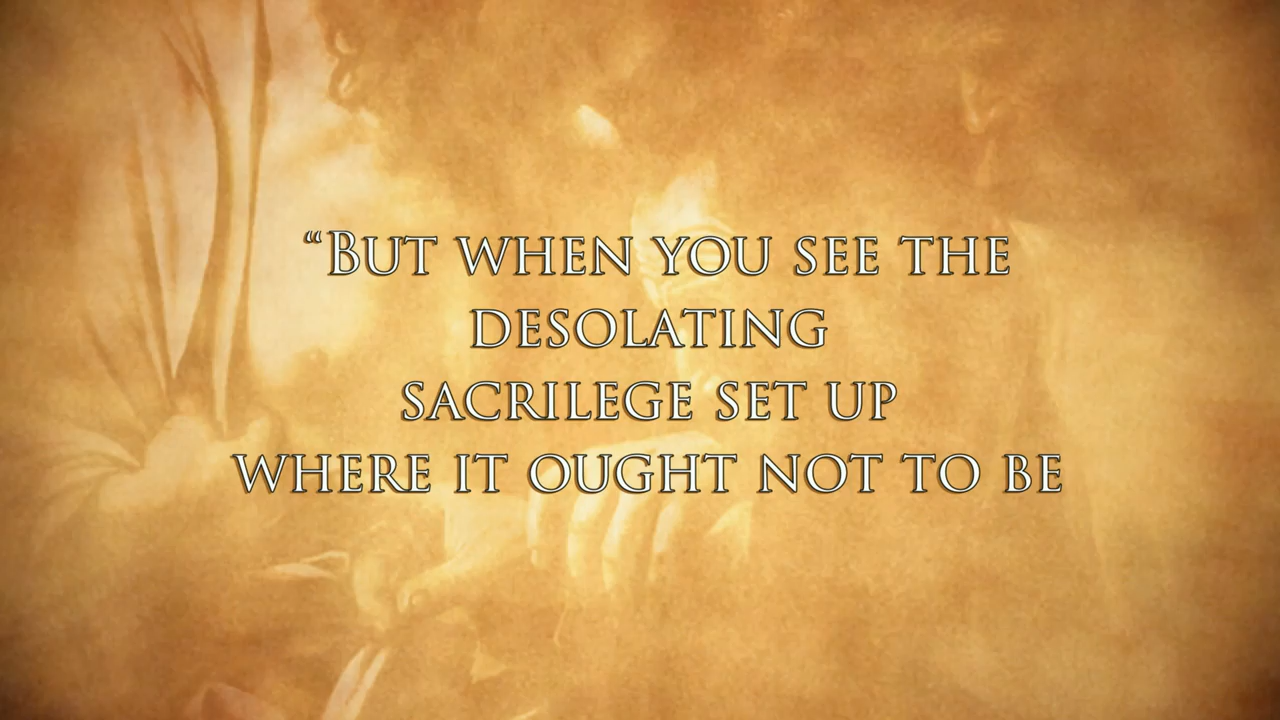 “But when you see the
desolating
sacrilege set up
where it ought not to be